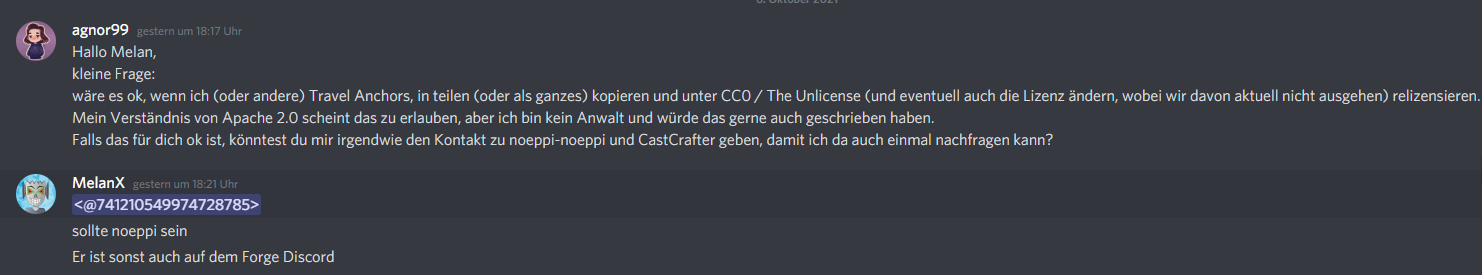 6. Oktober 2021
agnor99 gestern um 18:17 Uhr
Hallo Melan,
kleine Frage:
wäre es ok, wenn ich (oder andere) Travel Anchors, in teilen (oder als ganzes) kopieren und unter CC0 / The Unlicense (und eventuell auch die Lizenz ändern, wobei wir davon aktuell nicht ausgehen) relizensieren.
Mein Verständnis von Apache 2.0 scheint das zu erlauben, aber ich bin kein Anwalt und würde das gerne auch geschrieben haben.
Falls das für dich ok ist, könntest du mir irgendwie den Kontakt zu noeppi-noeppi und CastCrafter geben, damit ich da auch einmal nachfragen kann?
MelanX gestern um 18:21 Uhr
<@741210549974728785>
sollte noeppi sein
Er ist sonst auch auf dem Forge Discord